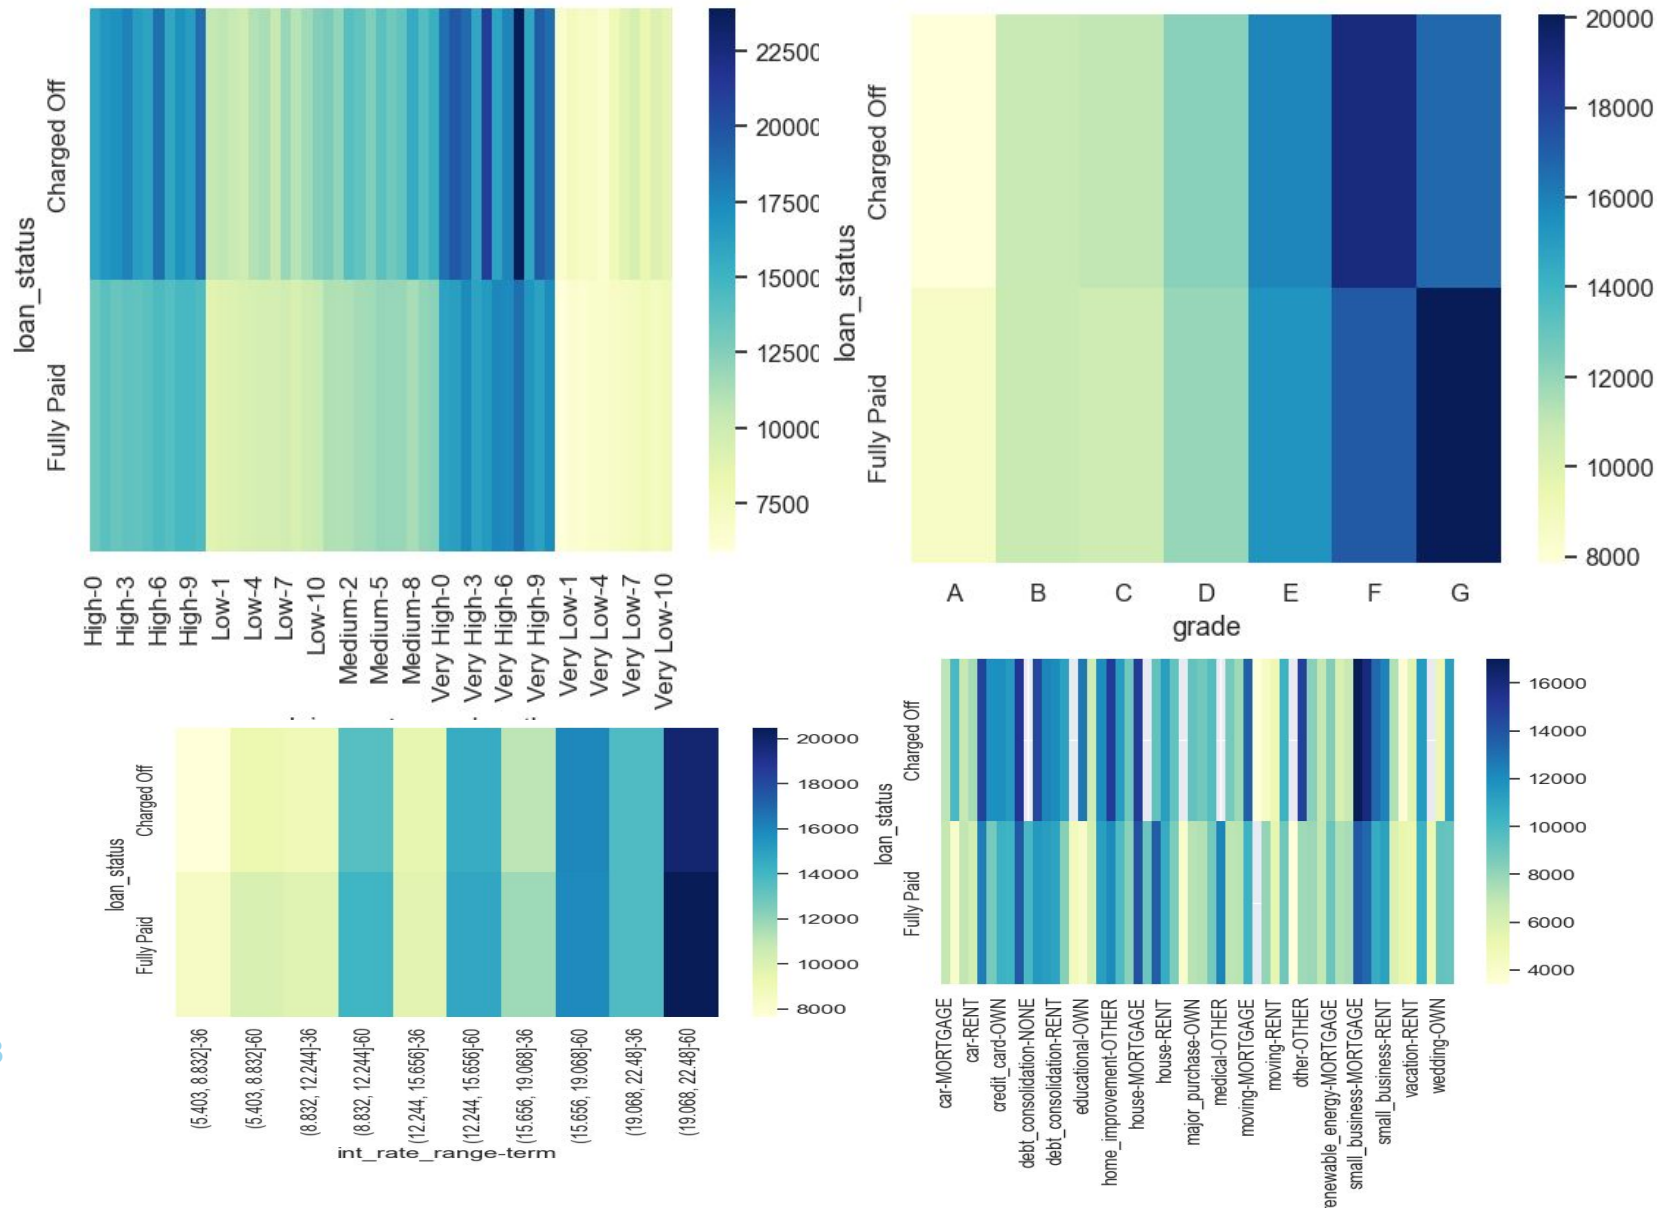 22500
20000
17500
15000
12500
10000
7500
loan_status
Charged Off
Fully Paid
High-0
High-3
High-6
High-9
Low-1
Low-4
Low-7
Low-10
Medium-2
Medium-5
Medium-8
Very High-0
Very High-3
Very High-6
Very High-9
Very Low-1
Very Low-4
Very Low-7
Very Low-10
20000
18000
16000
14000
12000
10000
8000
loan_status
Charged Off
Fully Paid
A B C D E F G
grade
20000
18000
16000
14000
12000
10000
8000
loan_status
Charged Off
Fully Paid
(5.403, 8.832]-36
(5.403, 8.832]-60
(8.832, 12.244]-36
(8.832, 12.244]-60
(12.244, 15.656]-36
(12.244, 15.656]-60
(15.656, 19.068]-36
(15.656, 19.068]-60
(19.068, 22.48]-36
(19.068, 22.48]-60
int_rate_range-term
16000
14000
12000
10000
8000
6000
4000
loan_status
Charged Off
Fully Paid
car-MORTGAGE
car-RENT
credit_card-OWN
debt_consolidation-NONE
debt_consolidation-RENT
educational-OWN
home_improvement-OTHER
house-MORTGAGE
house-RENT
major_purchase-OWN
medical-OTHER
moving-MORTGAGE
moving-RENT
other-OTHER
enewable_energy-MORTGAGE
small_business-MORTGAGE
small_business-RENT
vacation-RENT
wedding-OWN